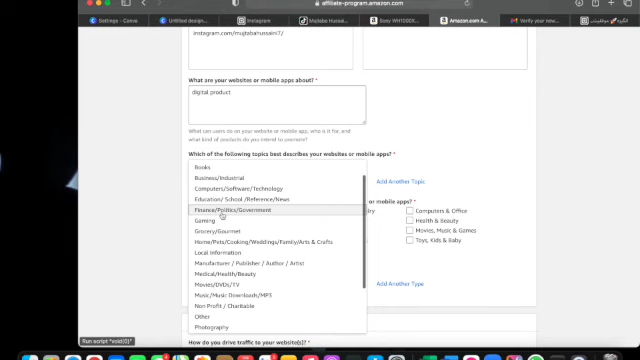 Settings - Canva
Untitled design...
Instagram
Mujtaba Hussaini...
Sony WH1000X...
Amazon.com A...
Verify your new...
affiliate-program.amazon.com
instagram.com/mujtabahussaini7/
What are your websites or mobile apps about? *
digital product
What can users do on your website or mobile app, who is it for, and
what kind of products do you intend to promote?
Which of the following topics best describes your websites or mobile apps? *
Books
Business/Industrial
Computers/Software/Technology
Add Another Topic
Education/ School /Reference/News
Finance/Politics/Government
or mobile apps? *
Computers & Office
Gaming
Health & Beauty
Grocery/Gourmet
Movies, Music & Games
Home/Pets/Cooking/Weddings/Family/Arts & Crafts
Toys, Kids & Baby
Local Information
Manufacturer / Publisher / Author / Artist
Medical/Health/Beauty
Movies/DVDs/TV
Add Another Type
Music/Music Downloads/MP3
Non Profit / Charitable
Other
Photography
Run script "void(0)"
How do you drive traffic to your website(s)?